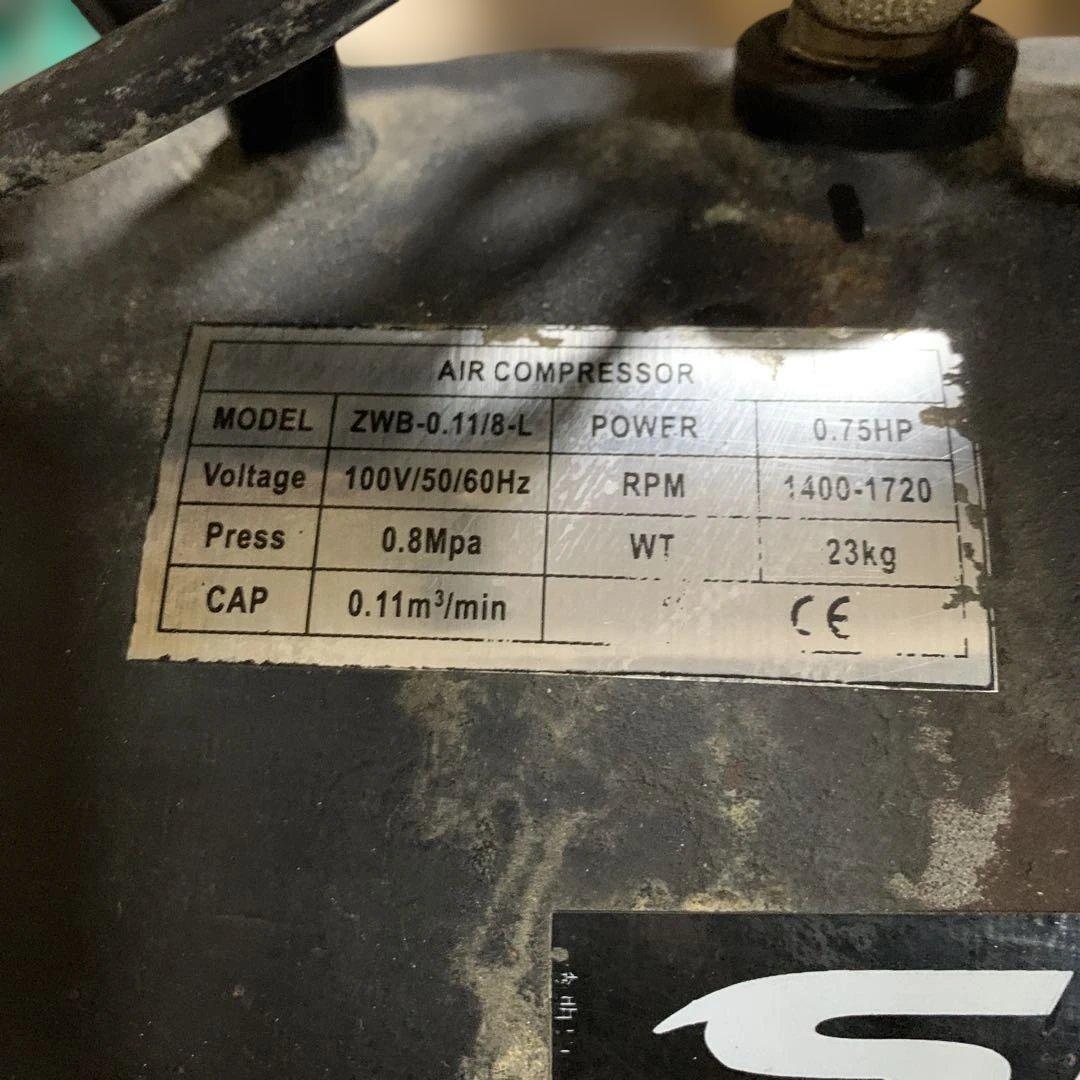 AIR COMPRESSOR
MODEL ZWB-0.11/8-L POWER 0.75HP
Voltage 100V/50/60Hz RPM 1400-1720
Press 0.8Mpa WT 23kg
CAP 0.11m³/min CE